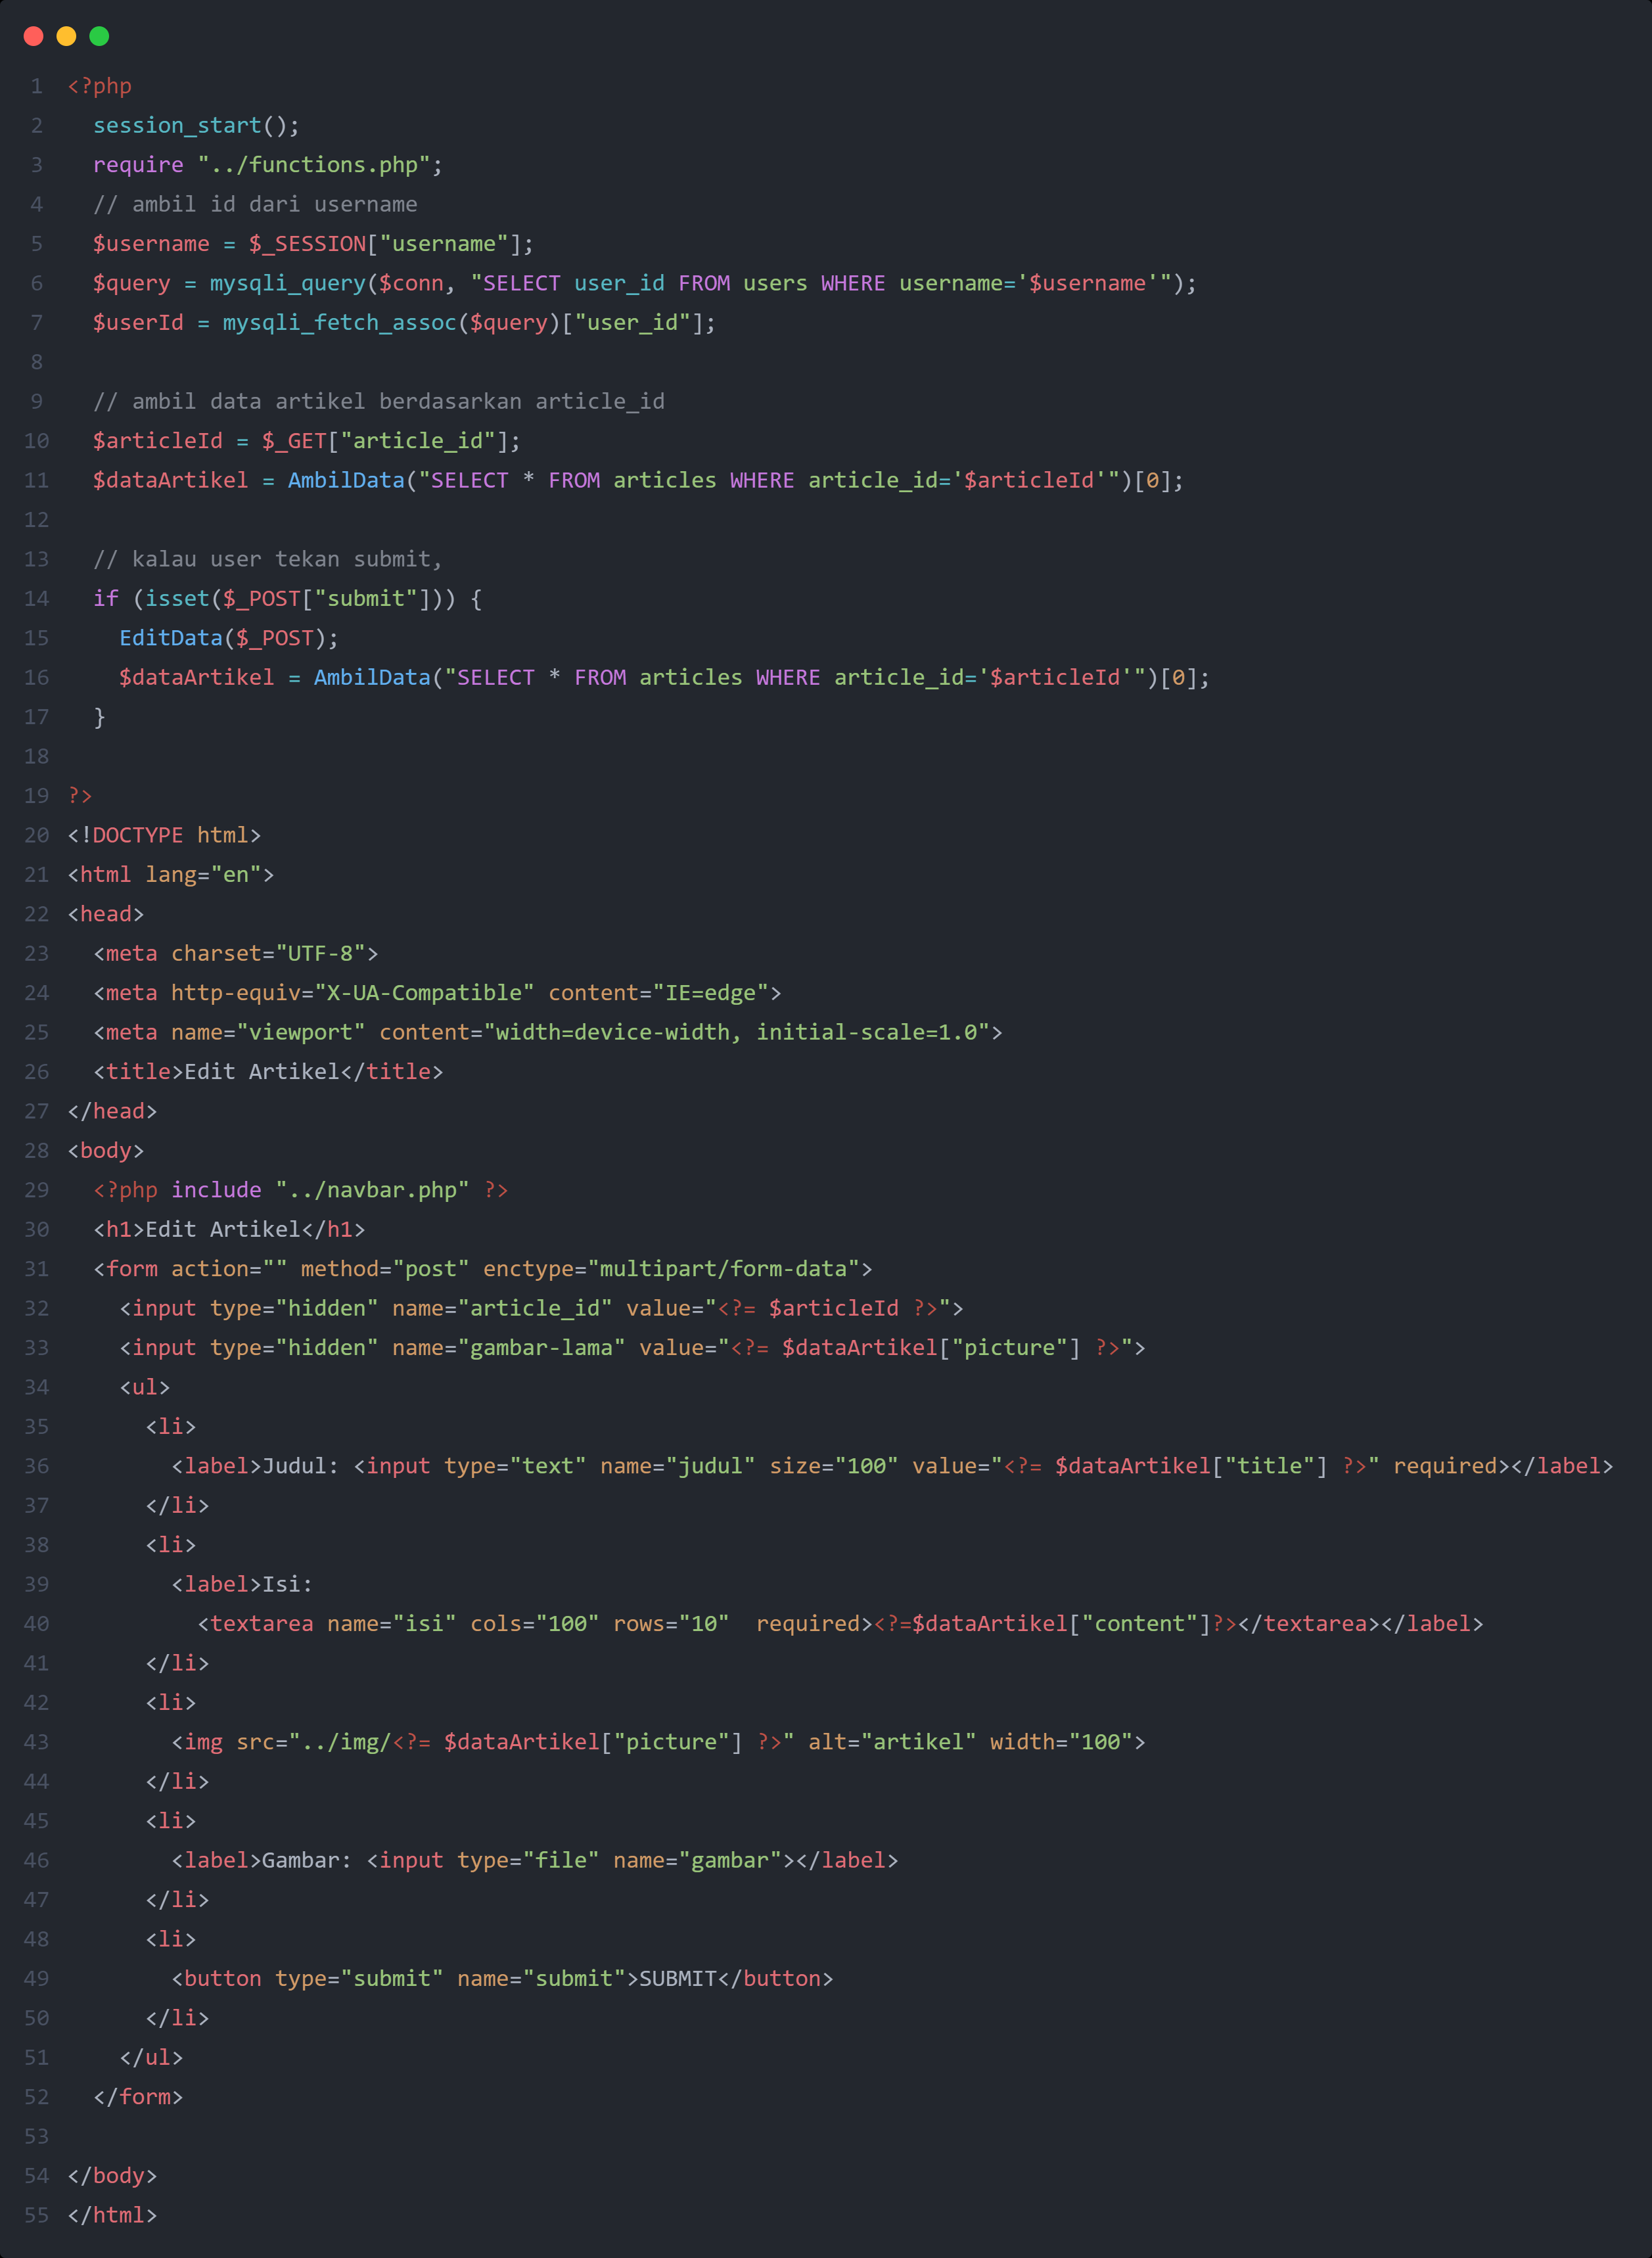 1 <?php
2   session_start();
3   require "../functions.php";
4   // ambil id dari username
5   $username = $_SESSION["username"];
6   $query = mysqli_query($conn, "SELECT user_id FROM users WHERE username='$username'");
7   $userId = mysqli_fetch_assoc($query)["user_id"];
8
9   // ambil data artikel berdasarkan article_id
10   $articleId = $_GET["article_id"];
11   $dataArtikel = AmbilData("SELECT * FROM articles WHERE article_id='$articleId'")[0];
12
13   // kalau user tekan submit,
14   if (isset($_POST["submit"])) {
15     EditData($_POST);
16     $dataArtikel = AmbilData("SELECT * FROM articles WHERE article_id='$articleId'")[0];
17   }
18
19 ?>
20 <!DOCTYPE html>
21 <html lang="en">
22 <head>
23   <meta charset="UTF-8">
24   <meta http-equiv="X-UA-Compatible" content="IE=edge">
25   <meta name="viewport" content="width=device-width, initial-scale=1.0">
26   <title>Edit Artikel</title>
27 </head>
28 <body>
29   <?php include "../navbar.php" ?>
30   <h1>Edit Artikel</h1>
31   <form action="" method="post" enctype="multipart/form-data">
32     <input type="hidden" name="article_id" value="<?= $articleId ?>">
33     <input type="hidden" name="gambar-lama" value="<?= $dataArtikel["picture"] ?>">
34     <ul>
35       <li>
36         <label>Judul: <input type="text" name="judul" size="100" value="<?= $dataArtikel["title"] ?>" required></label>
37       </li>
38       <li>
39         <label>Isi:
40           <textarea name="isi" cols="100" rows="10"  required><?=$dataArtikel["content"]?></textarea></label>
41       </li>
42       <li>
43         <img src="../img/<?= $dataArtikel["picture"] ?>" alt="artikel" width="100">
44       </li>
45       <li>
46         <label>Gambar: <input type="file" name="gambar"></label>
47       </li>
48       <li>
49         <button type="submit" name="submit">SUBMIT</button>
50       </li>
51     </ul>
52   </form>
53
54 </body>
55 </html>